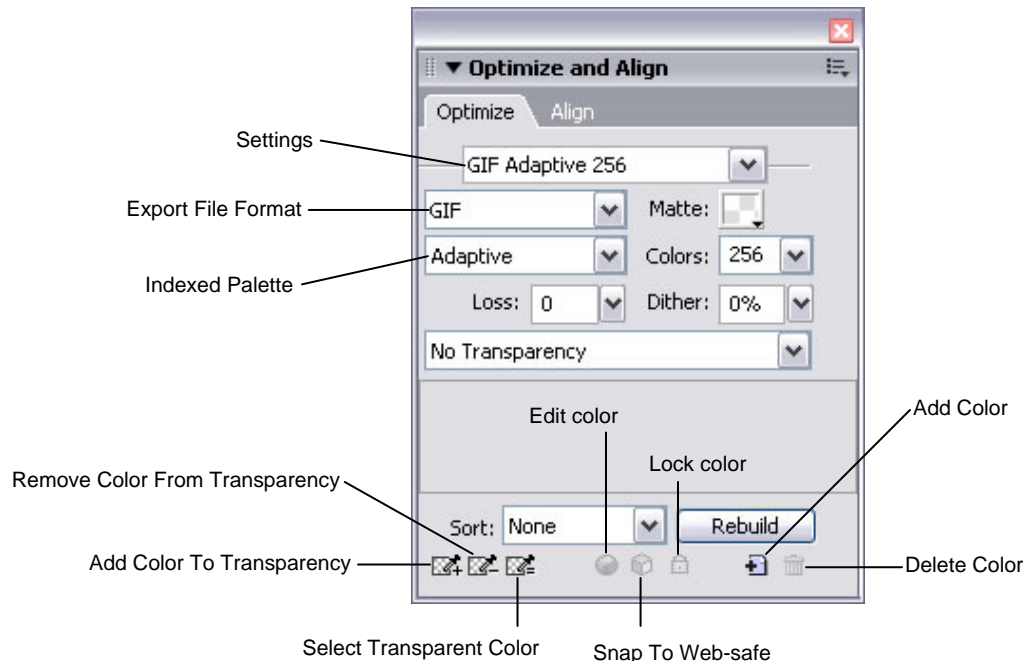 Optimize and Align
Optimize Align
Settings
GIF Adaptive 256
Export File Format
GIF
Matte:
Indexed Palette
Adaptive
Colors: 256
Loss: 0
Dither: 0%
No Transparency
Edit color
Add Color
Lock color
Remove Color From Transparency
Sort: None
Rebuild
Add Color To Transparency
Delete Color
Select Transparent Color
Snap To Web-safe